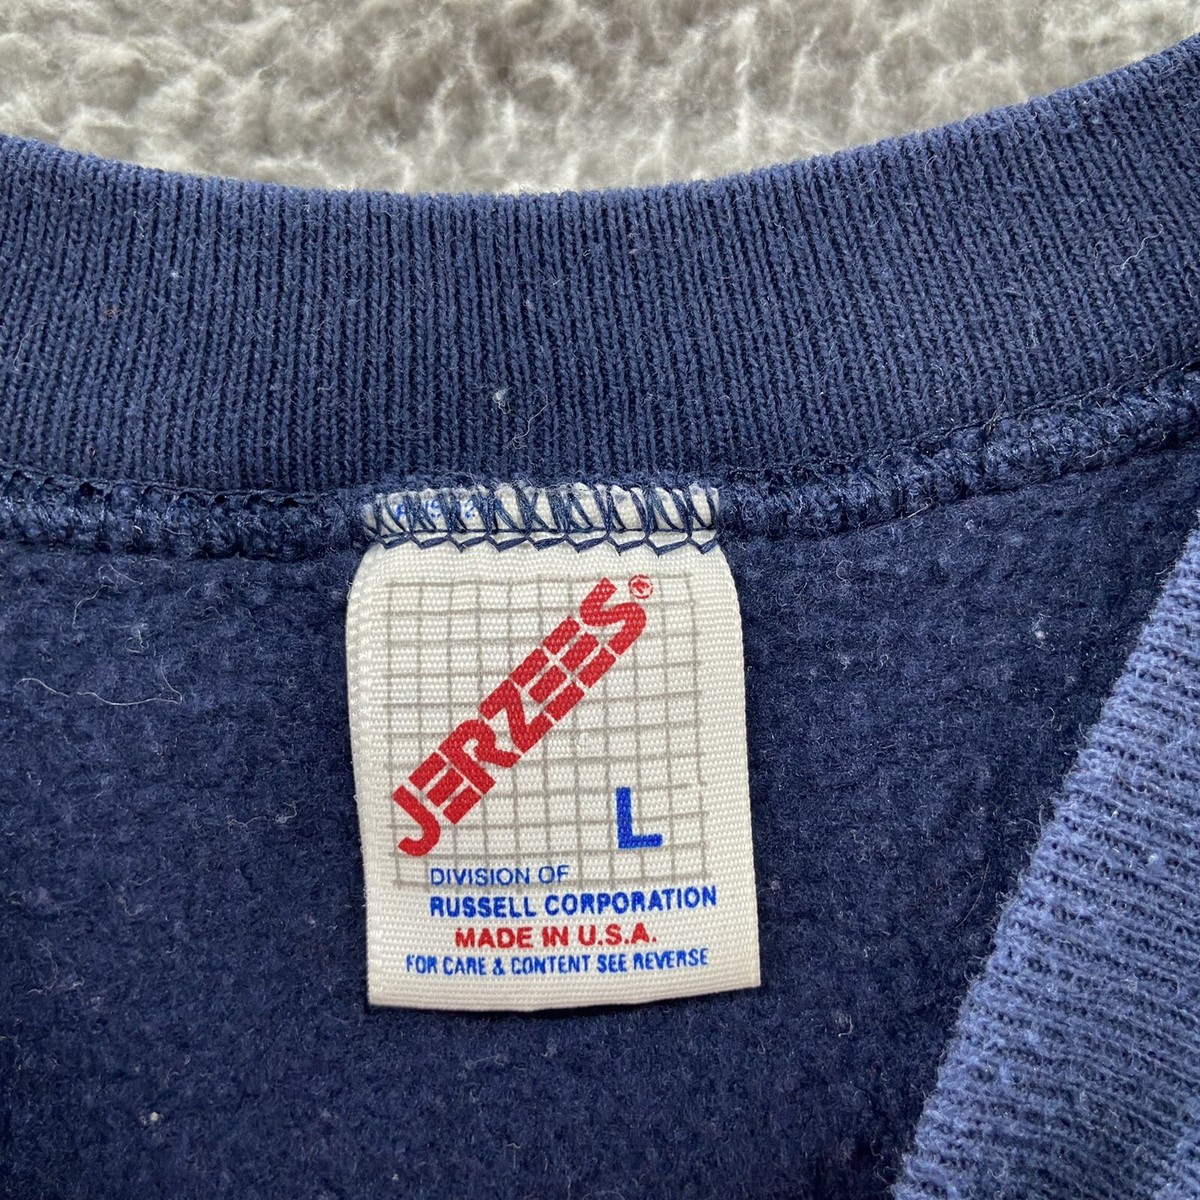 JERZEES®
L
DIVISION OF
RUSSELL CORPORATION
MADE IN U.S.A.
FOR CARE & CONTENT SEE REVERSE